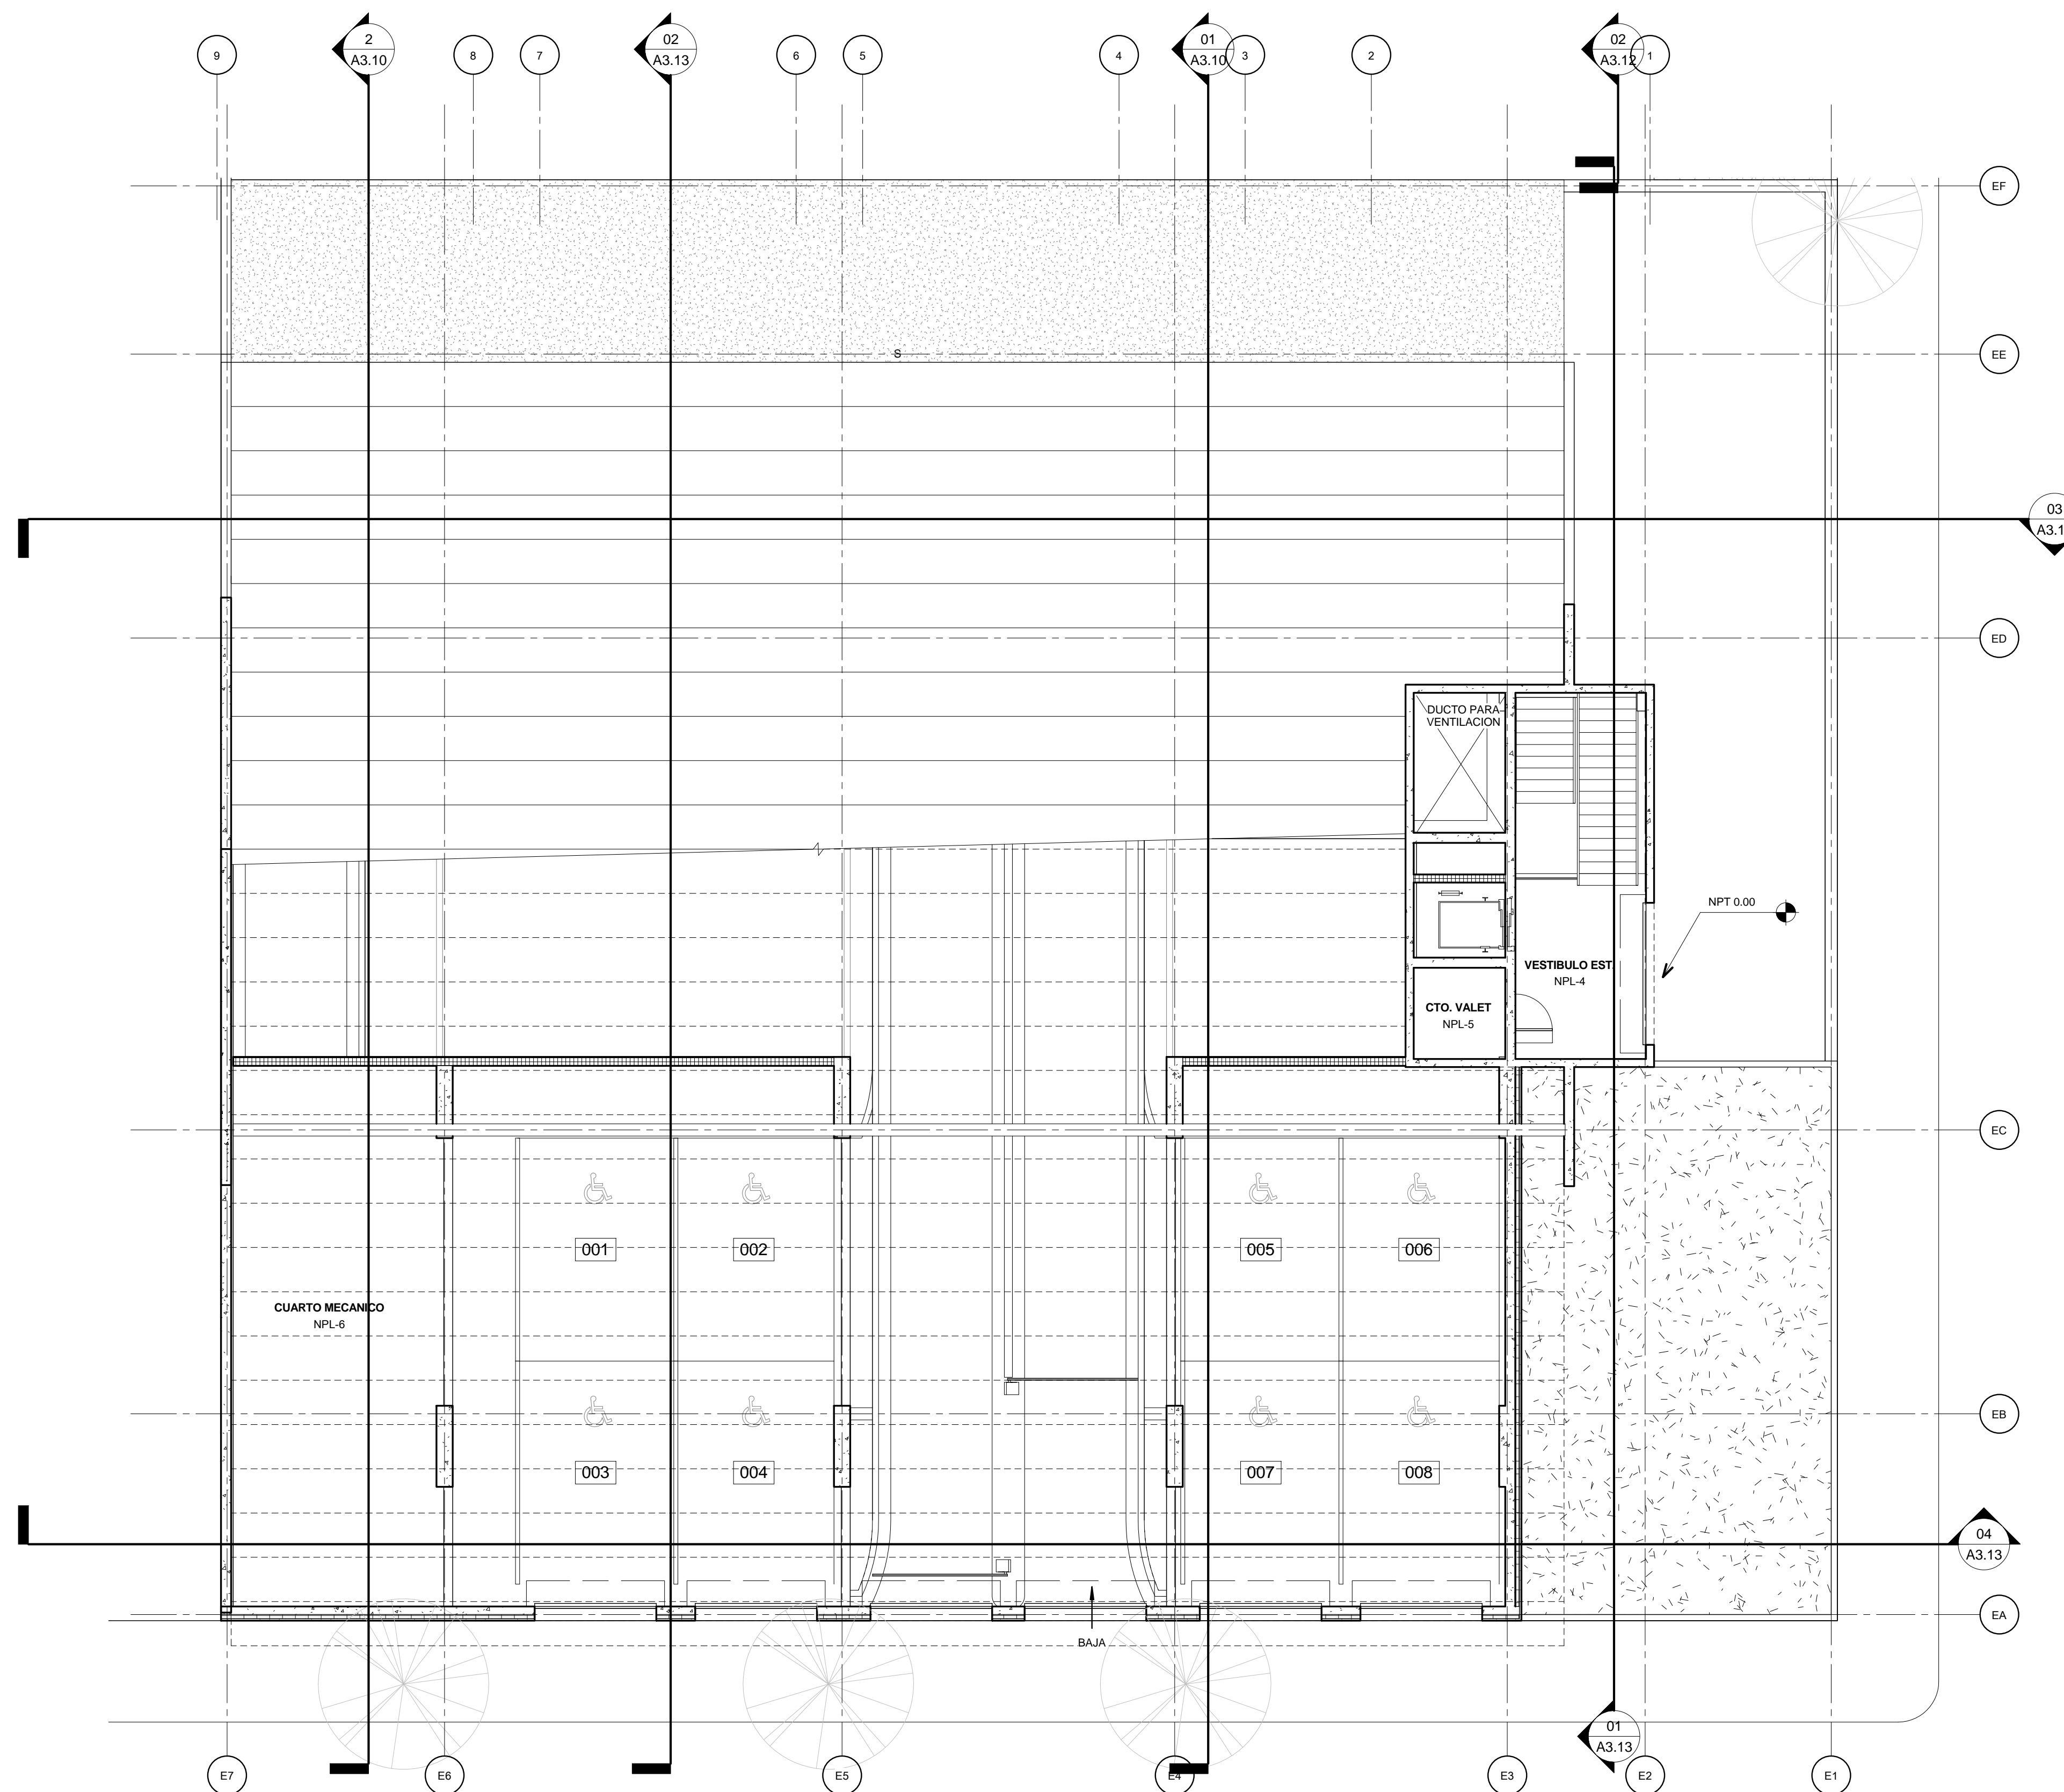 9
2
A3.10
8
7
02
A3.13
6
5
4
01
A3.10
3
2
02
A3.12
1
EF
S
EE
03
A3.1
ED
DUCTO PARA
VENTILACION
NPT 0.00
VESTIBULO EST.
NPL-4
CTO. VALET
NPL-5
EC
001
002
005
006
CUARTO MECANICO
NPL-6
EB
003
004
007
008
04
A3.13
EA
BAJA
01
A3.13
E7
E6
E5
E4
E3
E2
E1